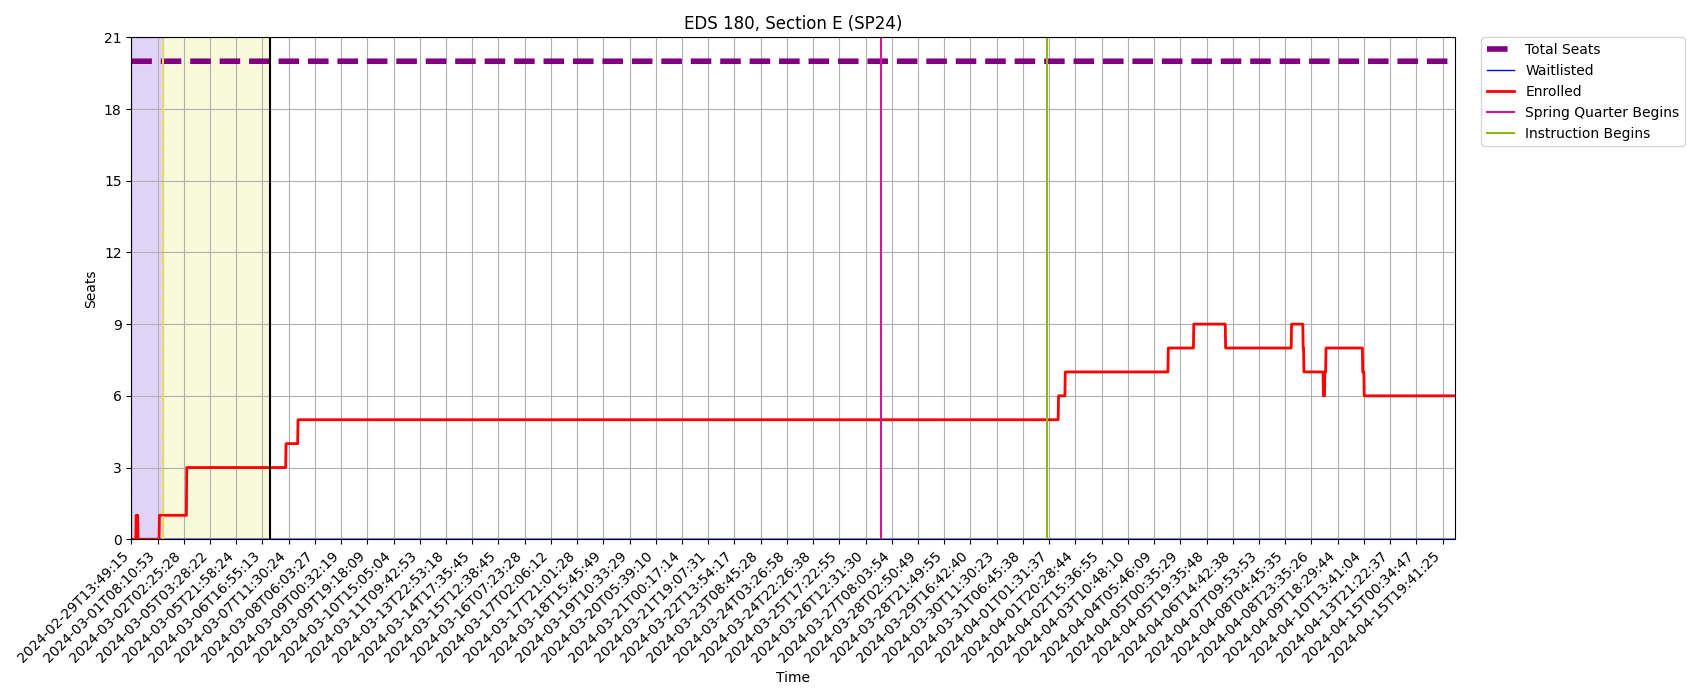 EDS 180, Section E (SP24)
21
18
15
12
9
6
3
0
Seats
Total Seats
Waitlisted
Enrolled
Spring Quarter Begins
Instruction Begins
2024-02-29T13:49:15
2024-03-01T08:10:53
2024-03-02T02:25:28
2024-03-05T03:28:22
2024-03-05T21:58:24
2024-03-06T16:55:13
2024-03-07T11:30:24
2024-03-08T06:03:27
2024-03-09T00:32:19
2024-03-09T19:18:09
2024-03-10T15:05:04
2024-03-11T09:42:53
2024-03-13T22:53:18
2024-03-14T17:35:45
2024-03-15T12:38:45
2024-03-16T07:23:28
2024-03-17T02:06:12
2024-03-17T21:01:28
2024-03-18T15:45:49
2024-03-19T10:33:29
2024-03-20T05:39:10
2024-03-21T00:17:14
2024-03-21T19:07:31
2024-03-22T13:54:17
2024-03-23T08:45:28
2024-03-24T03:26:58
2024-03-24T22:26:38
2024-03-25T17:22:55
2024-03-26T12:31:30
2024-03-27T08:03:54
2024-03-28T02:50:49
2024-03-28T21:49:55
2024-03-29T16:42:40
2024-03-30T11:30:23
2024-03-31T06:45:38
2024-04-01T01:31:37
2024-04-01T20:28:44
2024-04-02T15:36:55
2024-04-03T10:48:10
2024-04-04T05:46:09
2024-04-05T00:35:29
2024-04-05T19:35:48
2024-04-06T14:42:38
2024-04-07T09:53:53
2024-04-08T04:45:35
2024-04-08T23:35:26
2024-04-09T18:29:44
2024-04-10T13:41:04
2024-04-13T21:22:37
2024-04-15T00:34:47
2024-04-15T19:41:25
Time